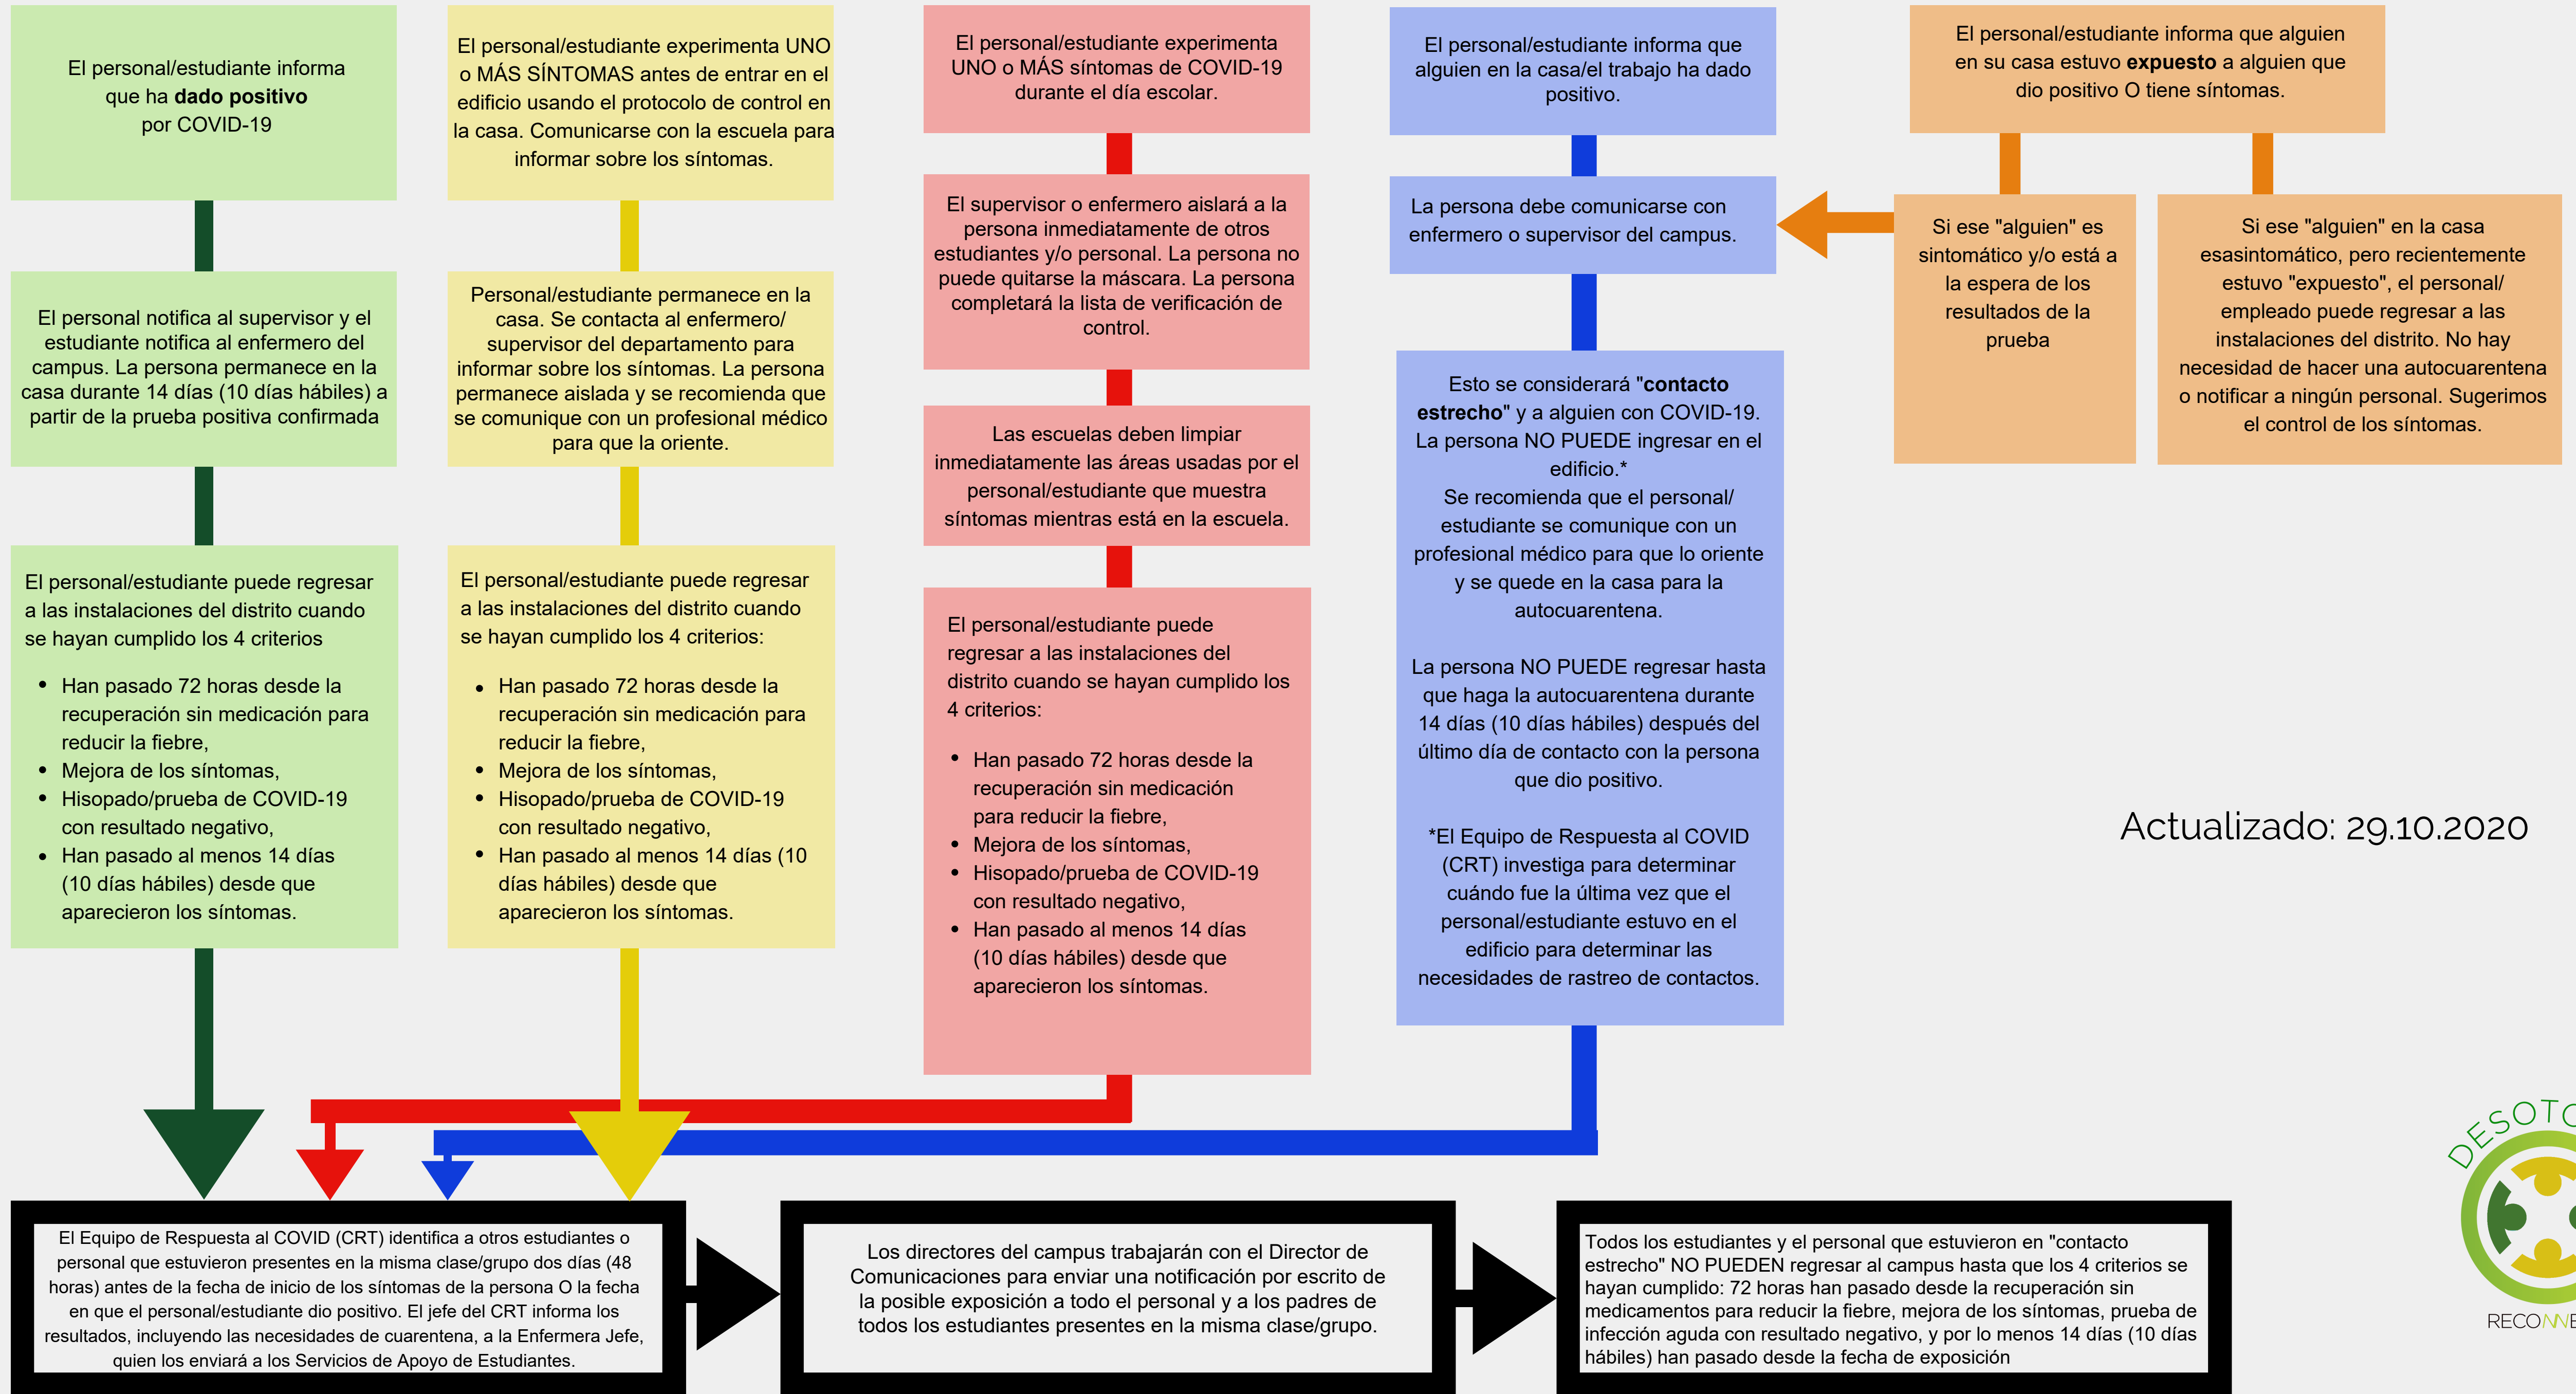 El personal/estudiante informa
que ha dado positivo
por COVID-19
El personal notifica al supervisor y el
estudiante notifica al enfermero del
campus. La persona permanece en la
casa durante 14 días (10 días hábiles) a
partir de la prueba positiva confirmada
El personal/estudiante puede regresar
a las instalaciones del distrito cuando
se hayan cumplido los 4 criterios
• Han pasado 72 horas desde la
recuperación sin medicación para
reducir la fiebre,
• Mejora de los síntomas,
• Hisopado/prueba de COVID-19
con resultado negativo,
• Han pasado al menos 14 días
(10 días hábiles) desde que
aparecieron los síntomas.
El personal/estudiante experimenta UNO
o MÁS SÍNTOMAS antes de entrar en el
edificio usando el protocolo de control en
la casa. Comunicarse con la escuela para
informar sobre los síntomas.
Personal/estudiante permanece en la
casa. Se contacta al enfermero/
supervisor del departamento para
informar sobre los síntomas. La persona
permanece aislada y se recomienda que
se comunique con un profesional médico
para que la oriente.
El personal/estudiante puede regresar
a las instalaciones del distrito cuando
se hayan cumplido los 4 criterios:
• Han pasado 72 horas desde la
recuperación sin medicación para
reducir la fiebre,
• Mejora de los síntomas,
• Hisopado/prueba de COVID-19
con resultado negativo,
• Han pasado al menos 14 días (10
días hábiles) desde que
aparecieron los síntomas.
El personal/estudiante experimenta
UNO o MÁS síntomas de COVID-19
durante el día escolar.
El supervisor o enfermero aislará a la
persona inmediatamente de otros
estudiantes y/o personal. La persona no
puede quitarse la máscara. La persona
completará la lista de verificación de
control.
Las escuelas deben limpiar
inmediatamente las áreas usadas por el
personal/estudiante que muestra
síntomas mientras está en la escuela.
El personal/estudiante puede
regresar a las instalaciones del
distrito cuando se hayan cumplido los
4 criterios:
• Han pasado 72 horas desde la
recuperación sin medicación
para reducir la fiebre,
• Mejora de los síntomas,
• Hisopado/prueba de COVID-19
con resultado negativo,
• Han pasado al menos 14 días
(10 días hábiles) desde que
aparecieron los síntomas.
El personal/estudiante informa que
alguien en la casa/el trabajo ha dado
positivo.
La persona debe comunicarse con
enfermero o supervisor del campus.
Esto se considerará "contacto
estrecho" y a alguien con COVID-19.
La persona NO PUEDE ingresar en el
edificio.*
Se recomienda que el personal/
estudiante se comunique con un
profesional médico para que lo oriente
y se quede en la casa para la
autocuarentena.
La persona NO PUEDE regresar hasta
que haga la autocuarentena durante
14 días (10 días hábiles) después del
último día de contacto con la persona
que dio positivo.
*El Equipo de Respuesta al COVID
(CRT) investiga para determinar
cuándo fue la última vez que el
personal/estudiante estuvo en el
edificio para determinar las
necesidades de rastreo de contactos.
El personal/estudiante informa que alguien
en su casa estuvo expuesto a alguien que
dio positivo O tiene síntomas.
Si ese "alguien" es
sintomático y/o está a
la espera de los
resultados de la
prueba
Si ese "alguien" en la casa
esasintomático, pero recientemente
estuvo "expuesto", el personal/
empleado puede regresar a las
instalaciones del distrito. No hay
necesidad de hacer una autocuarentena
o notificar a ningún personal. Sugerimos
el control de los síntomas.
Actualizado: 29.10.2020
El Equipo de Respuesta al COVID (CRT) identifica a otros estudiantes o
personal que estuvieron presentes en la misma clase/grupo dos días (48
horas) antes de la fecha de inicio de los síntomas de la persona O la fecha
en que el personal/estudiante dio positivo. El jefe del CRT informa los
resultados, incluyendo las necesidades de cuarentena, a la Enfermera Jefe,
quien los enviará a los Servicios de Apoyo de Estudiantes.
Los directores del campus trabajarán con el Director de
Comunicaciones para enviar una notificación por escrito de
la posible exposición a todo el personal y a los padres de
todos los estudiantes presentes en la misma clase/grupo.
Todos los estudiantes y el personal que estuvieron en "contacto
estrecho" NO PUEDEN regresar al campus hasta que los 4 criterios se
hayan cumplido: 72 horas han pasado desde la recuperación sin
medicamentos para reducir la fiebre, mejora de los síntomas, prueba de
infección aguda con resultado negativo, y por lo menos 14 días (10 días
hábiles) han pasado desde la fecha de exposición